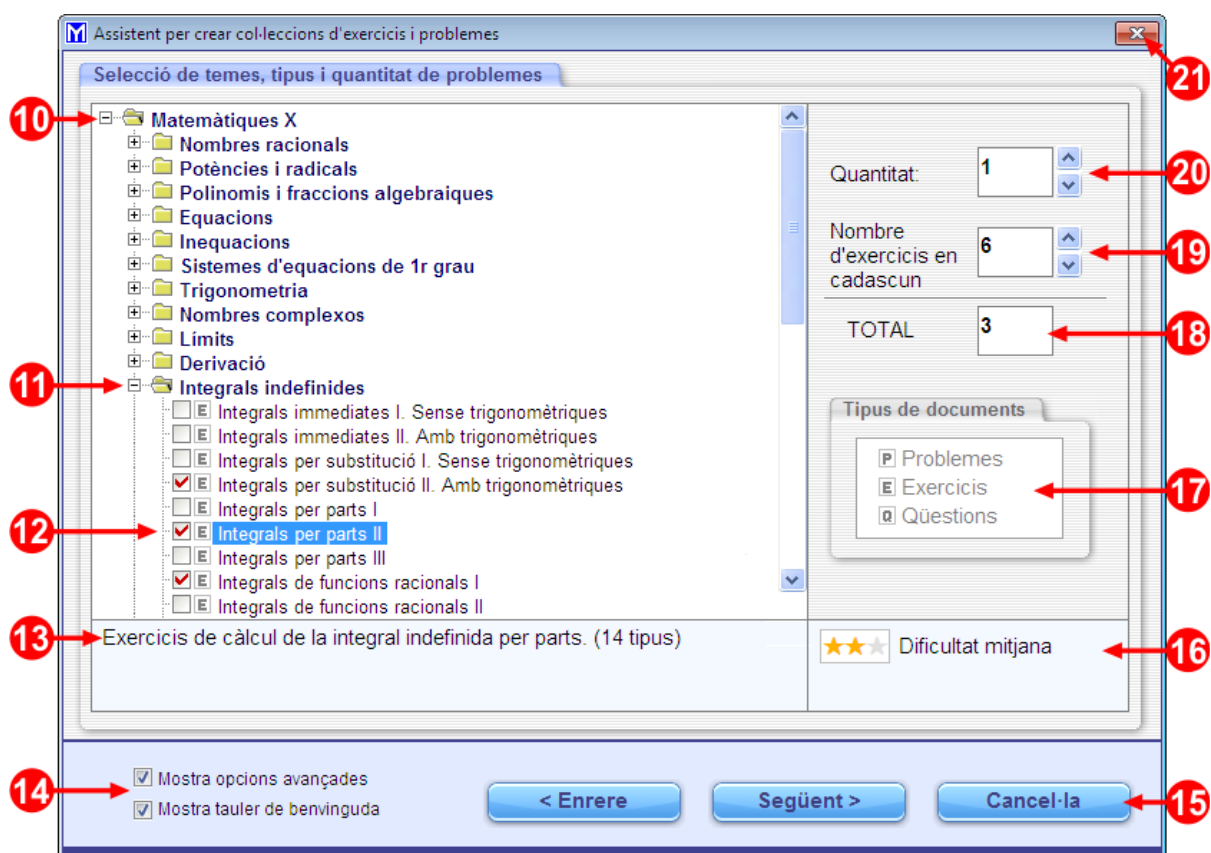 Assistent per crear col·leccions d'exercicis i problemes
21
Selecció de temes, tipus i quantitat de problemes
10
Matemàtiques X
Nombres racionals
Potències i radicals
Polinomis i fraccions algebraiques
Equacions
Inequacions
Sistemes d'equacions de 1r grau
Trigonometria
Nombres complexos
Límits
Derivació
11
Integrals indefinides
E Integrals immediates I. Sense trigonomètriques
E Integrals immediates II. Amb trigonomètriques
E Integrals per substitució I. Sense trigonomètriques
E Integrals per substitució II. Amb trigonomètriques
E Integrals per parts I
12
E Integrals per parts II
E Integrals per parts III
E Integrals de funcions racionals I
E Integrals de funcions racionals II
Quantitat:
1
20
Nombre
d'exercicis en
cadascun
6
19
TOTAL
3
18
Tipus de documents
P Problemes
E Exercicis
Q Qüestions
17
13
Exercicis de càlcul de la integral indefinida per parts. (14 tipus)
Dificultat mitjana
16
14
Mostra opcions avançades
Mostra tauler de benvinguda
< Enrere
Següent >
Cancel·la
15